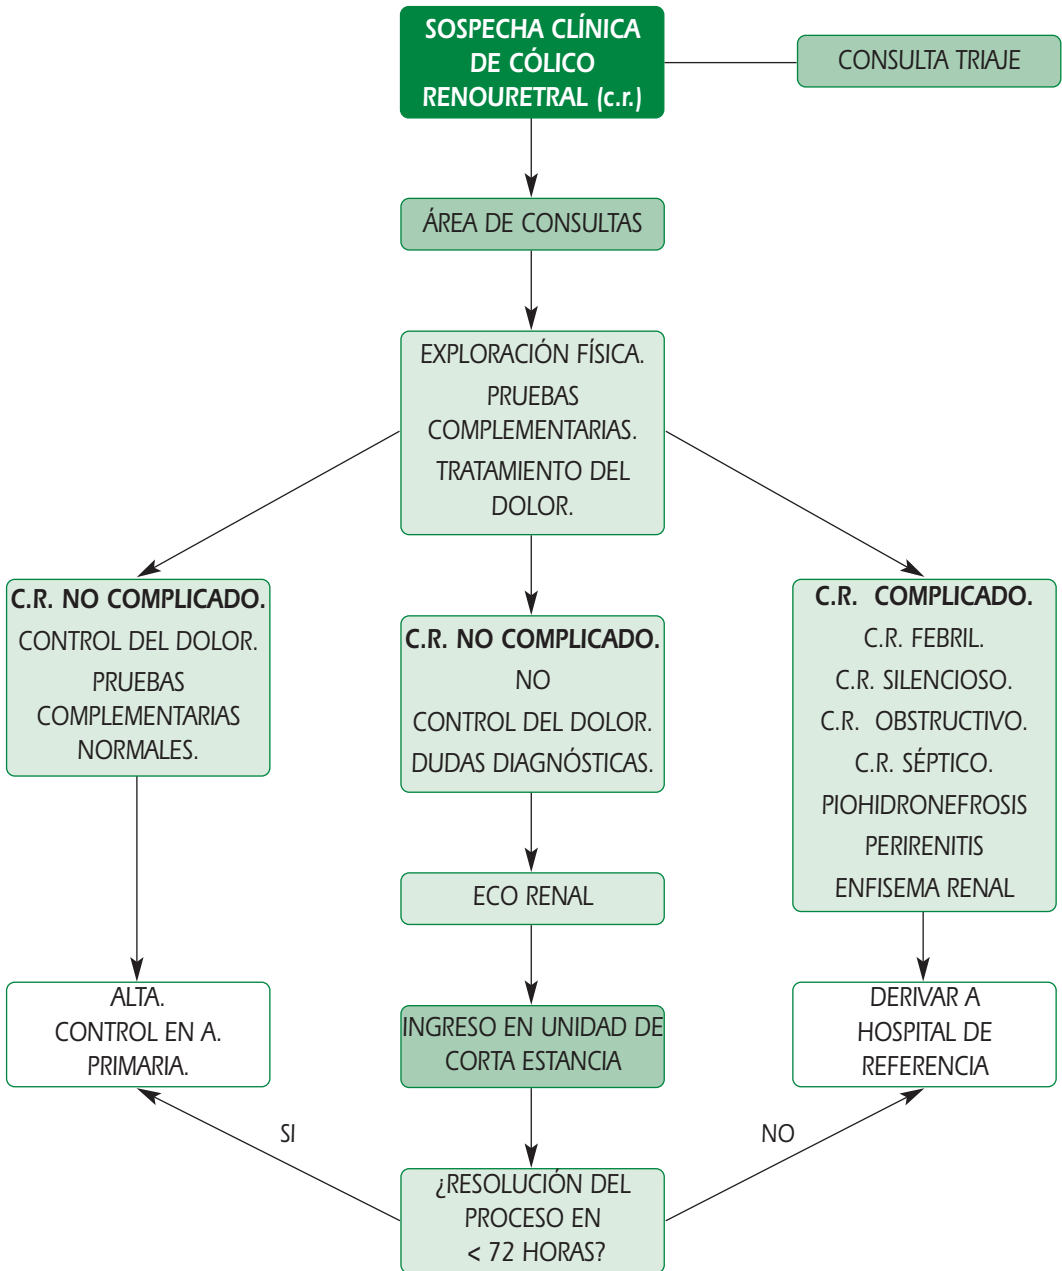 SOSPECHA CLÍNICA
DE CÓLICO
RENOURETRAL (c.r.)
CONSULTA TRIAJE
ÁREA DE CONSULTAS
EXPLORACIÓN FÍSICA.
PRUEBAS
COMPLEMENTARIAS.
TRATAMIENTO DEL
DOLOR.
C.R. NO COMPLICADO.
CONTROL DEL DOLOR.
PRUEBAS
COMPLEMENTARIAS
NORMALES.
C.R. NO COMPLICADO.
NO
CONTROL DEL DOLOR.
DUDAS DIAGNÓSTICAS.
C.R. COMPLICADO.
C.R. FEBRIL.
C.R. SILENCIOSO.
C.R. OBSTRUCTIVO.
C.R. SÉPTICO.
PIOHIDRONEFROSIS
PERIRENITIS
ENFISEMA RENAL
ECO RENAL
ALTA.
CONTROL EN A.
PRIMARIA.
INGRESO EN UNIDAD DE
CORTA ESTANCIA
DERIVAR A
HOSPITAL DE
REFERENCIA
SI
NO
¿RESOLUCIÓN DEL
PROCESO EN
< 72 HORAS?